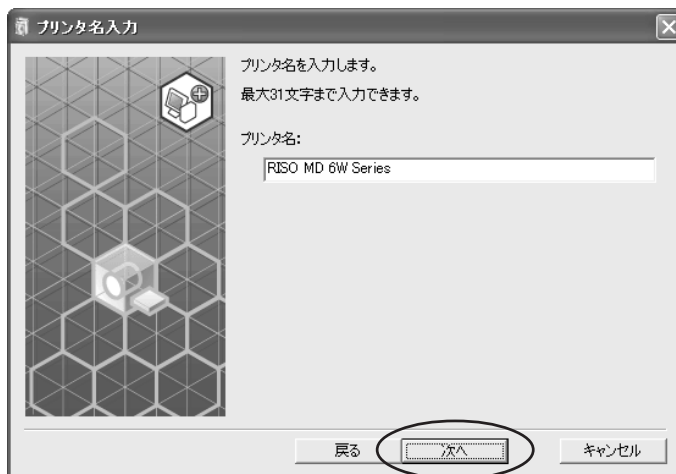 プリンタ名入力
プリンタ名を入力します。
最大31文字まで入力できます。
プリンタ名:
RISO MD 6W Series
戻る
次へ
キャンセル